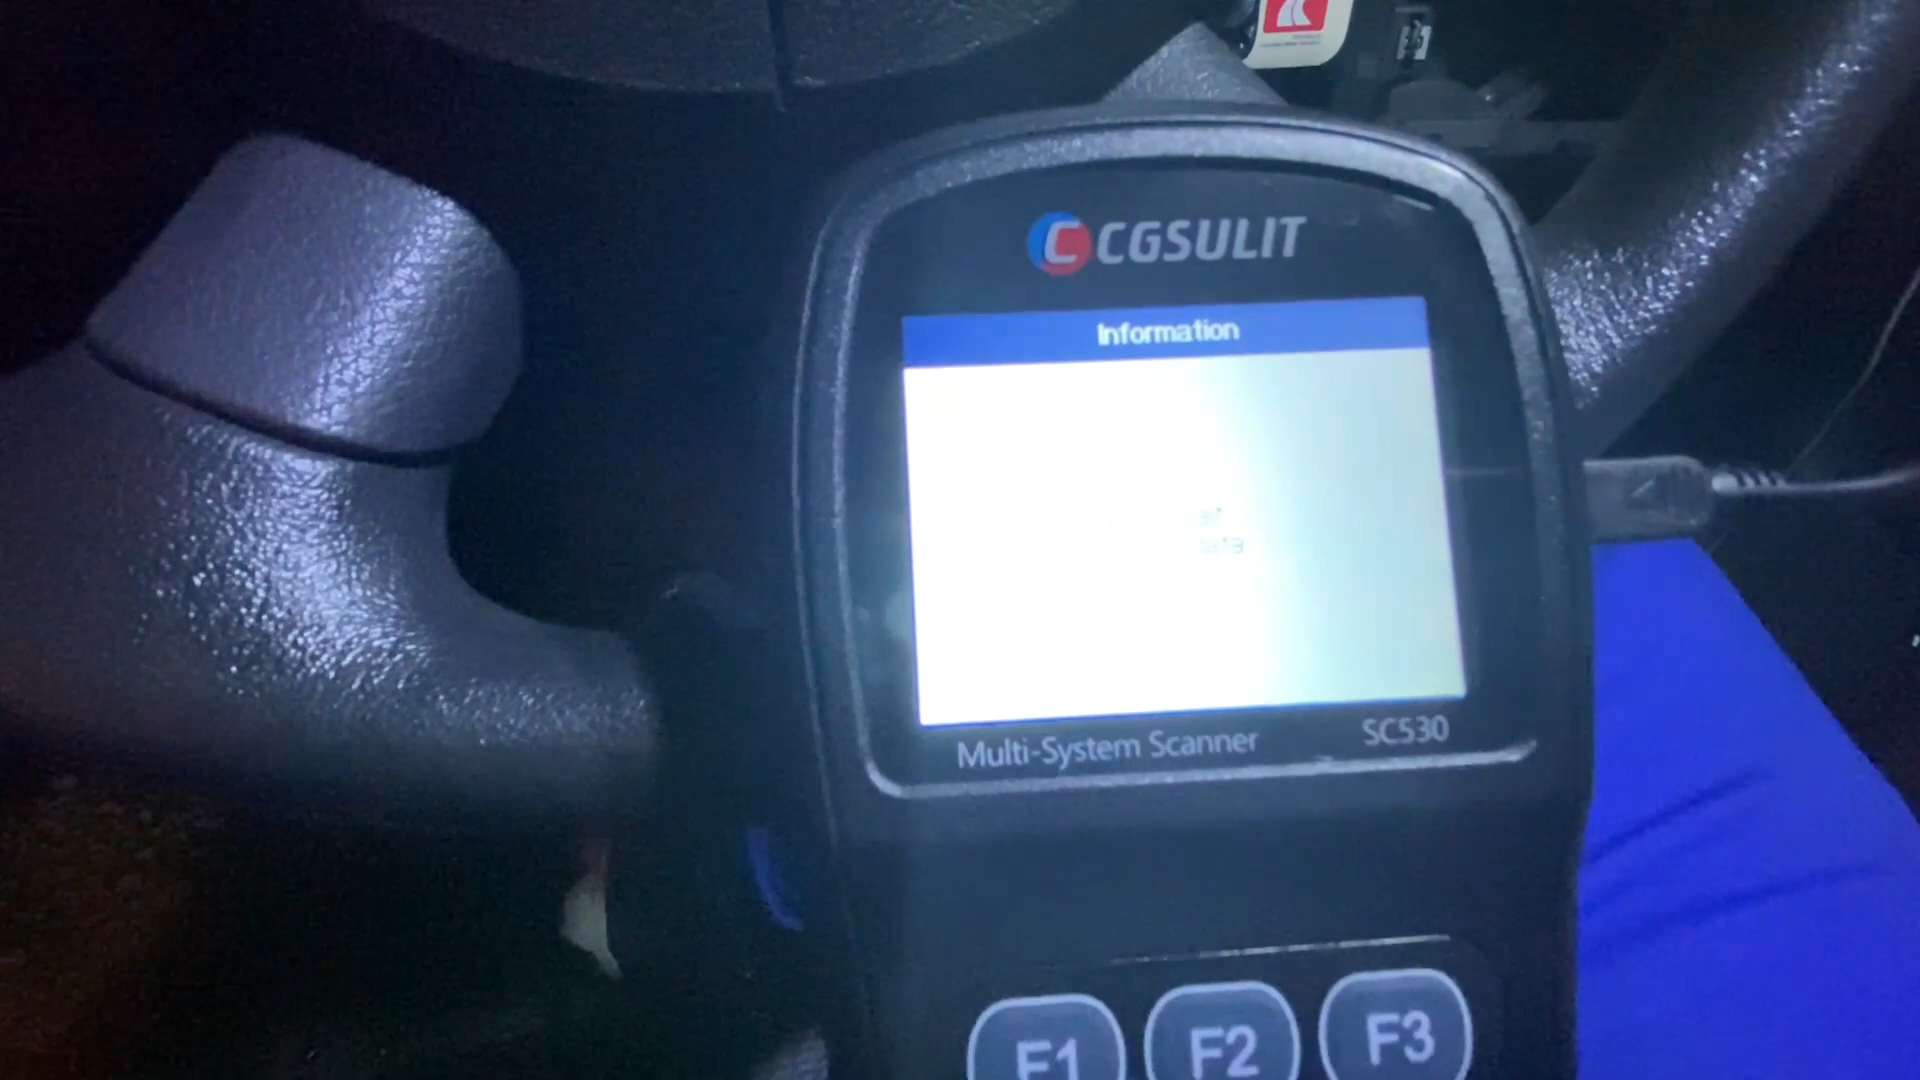 CGSULIT
Information
Multi-System Scanner SC530
F1 F2 F3